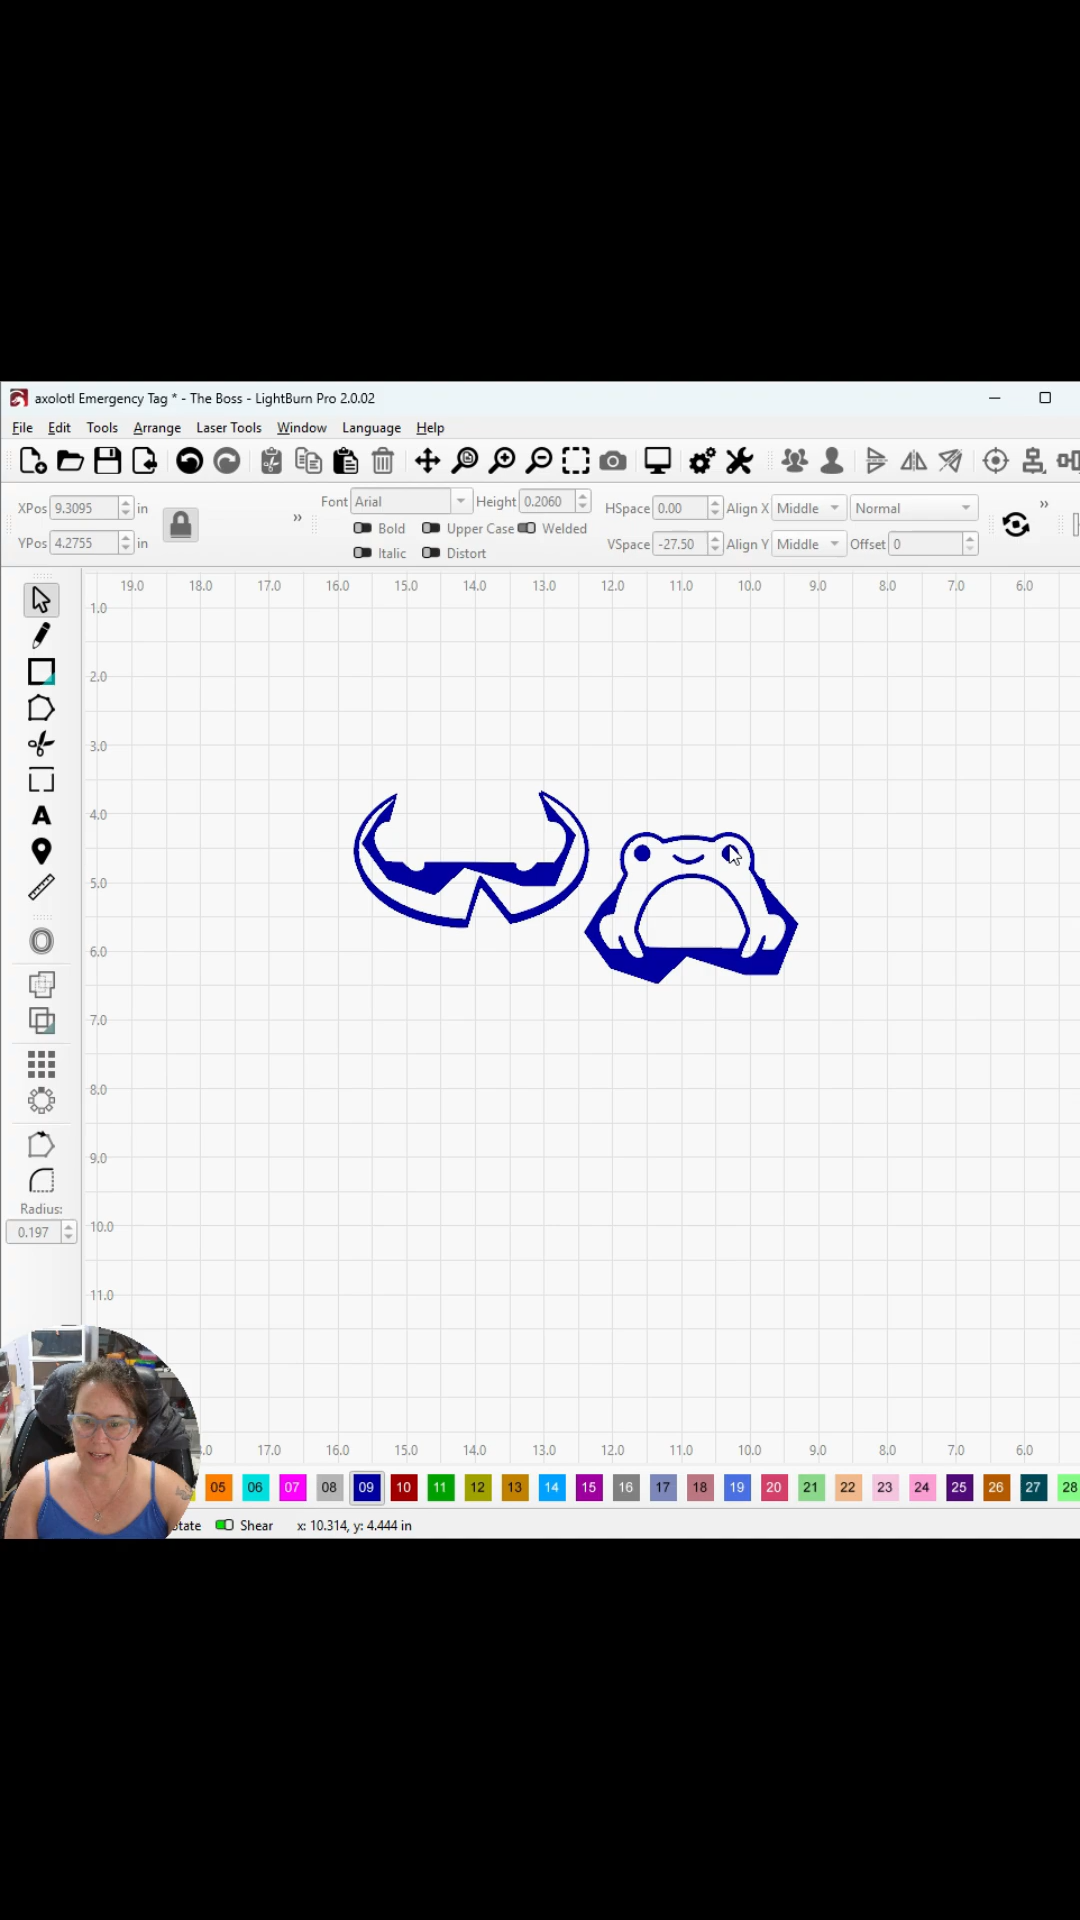 axolotl Emergency Tag * - The Boss - LightBurn Pro 2.0.02
File Edit Tools Arrange Laser Tools Window Language Help
XPos 9.3095 in
YPos 4.2755 in
»
Font Arial Height 0.2060
Bold Upper Case Welded
Italic Distort
HSpace 0.00 Align X Middle Normal
VSpace -27.50 Align Y Middle Offset 0
»
19.0 18.0 17.0 16.0 15.0 14.0 13.0 12.0 11.0 10.0 9.0 8.0 7.0 6.0
1.0
2.0
3.0
4.0
5.0
6.0
7.0
8.0
9.0
10.0
11.0
A
Radius:
0.197
.0 17.0 16.0 15.0 14.0 13.0 12.0 11.0 10.0 9.0 8.0 7.0 6.0
05 06 07 08 09 10 11 12 13 14 15 16 17 18 19 20 21 22 23 24 25 26 27 28
otate Shear x: 10.314, y: 4.444 in